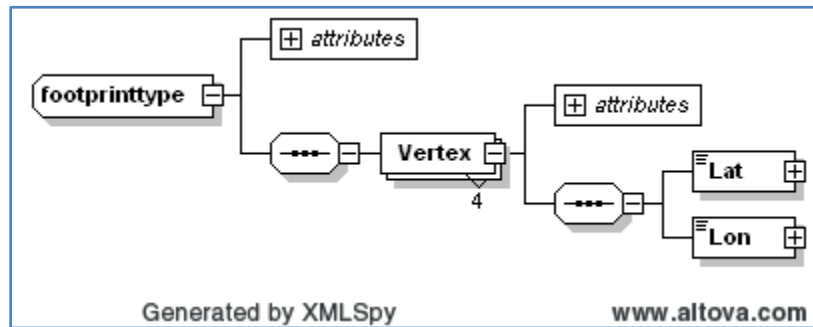 attributes
footprinttype
attributes
Vertex
4
Lat
Lon
Generated by XMLSpy
www.altova.com